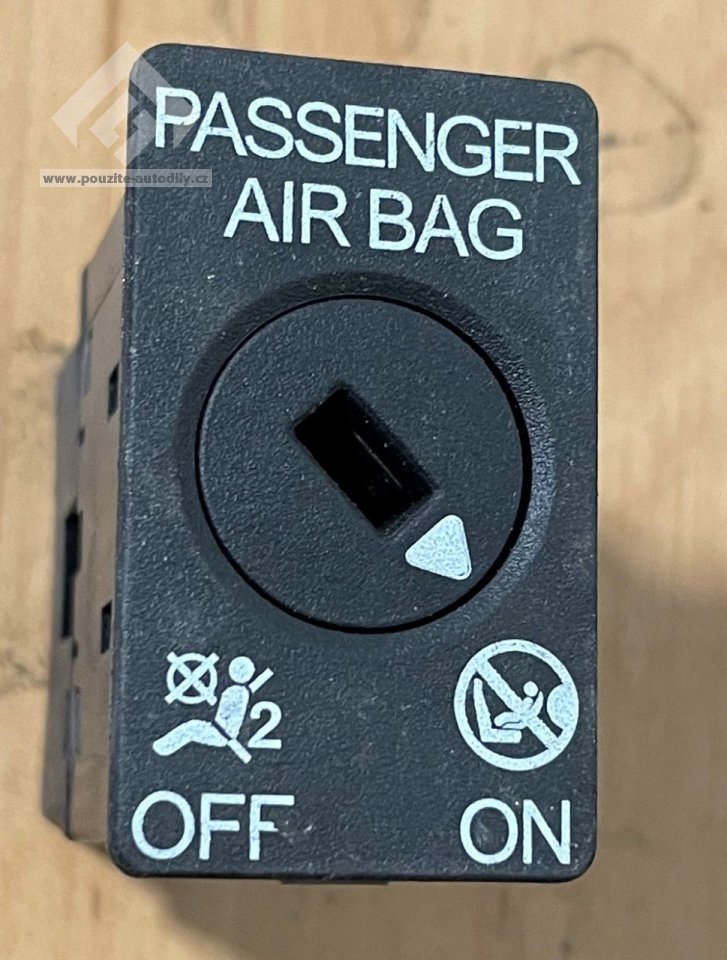 PASSENGER
www.pouzite-autodily.cz
AIR BAG
2
OFF
ON